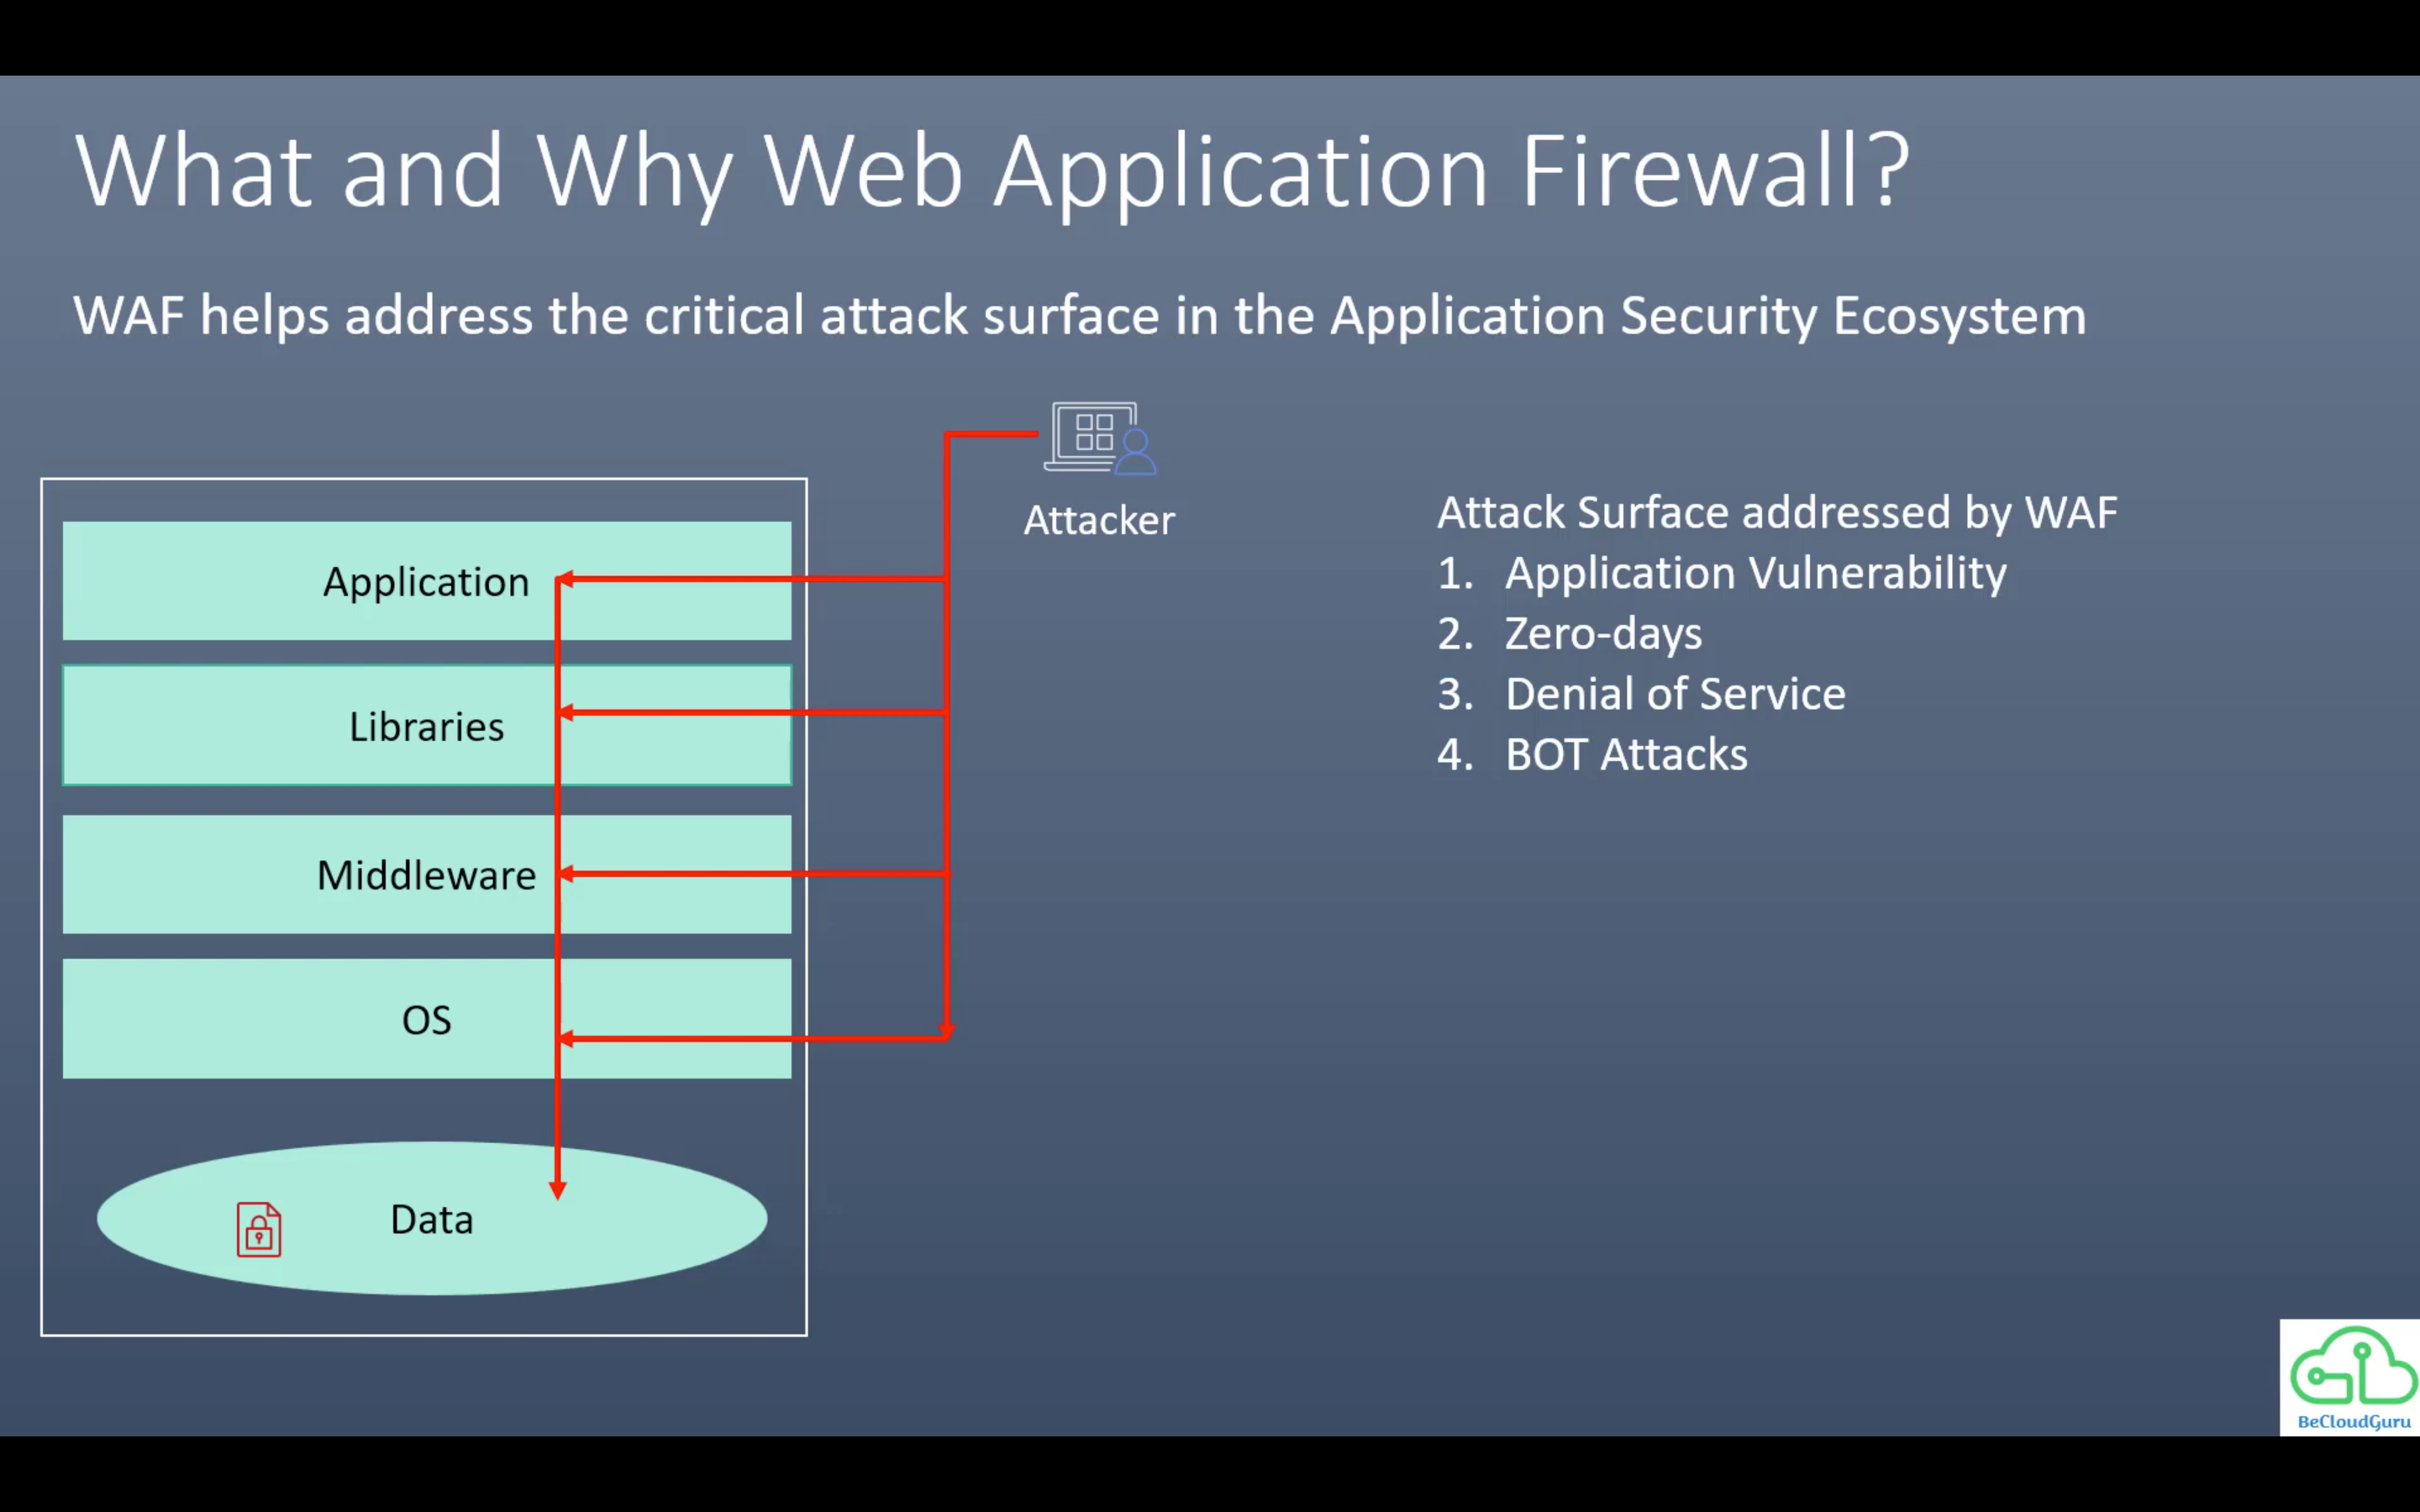 What and Why Web Application Firewall?
WAF helps address the critical attack surface in the Application Security Ecosystem
Application
Libraries
Middleware
OS
Data
Attacker
Attack Surface addressed by WAF
1. Application Vulnerability
2. Zero-days
3. Denial of Service
4. BOT Attacks
BeCloudGuru